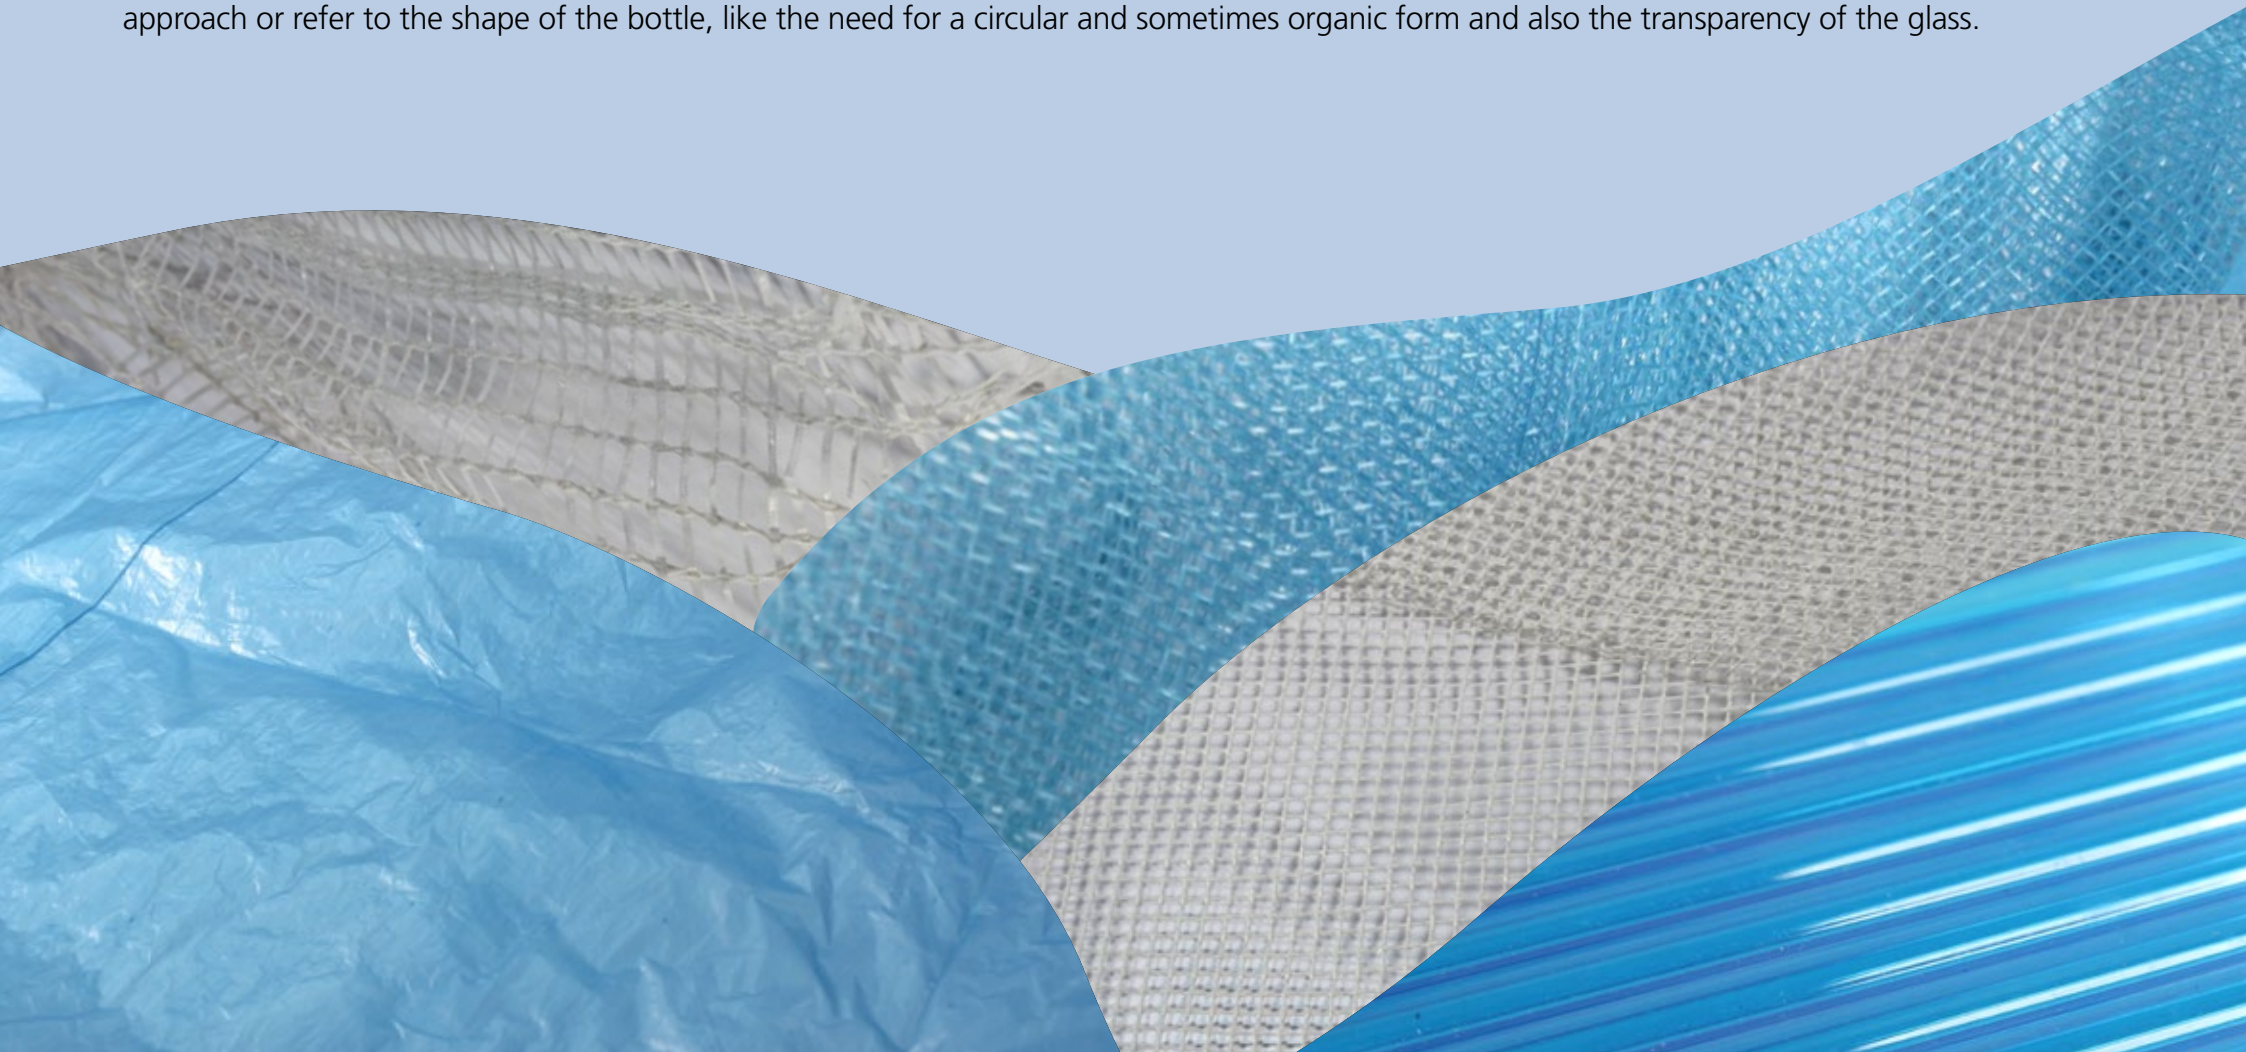 approach or refer to the shape of the bottle, like the need for a circular and sometimes organic form and also the transparency of the glass.